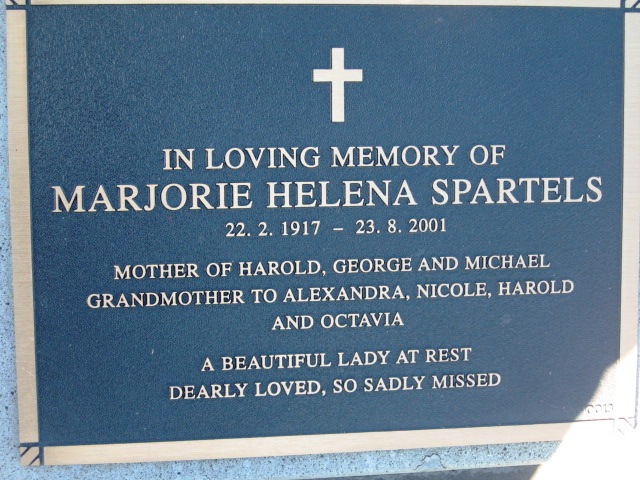 IN LOVING MEMORY OF
MARJORIE HELENA SPARTELS
22. 2. 1917 – 23. 8. 2001
MOTHER OF HAROLD, GEORGE AND MICHAEL
GRANDMOTHER TO ALEXANDRA, NICOLE, HAROLD
AND OCTAVIA
A BEAUTIFUL LADY AT REST
DEARLY LOVED, SO SADLY MISSED